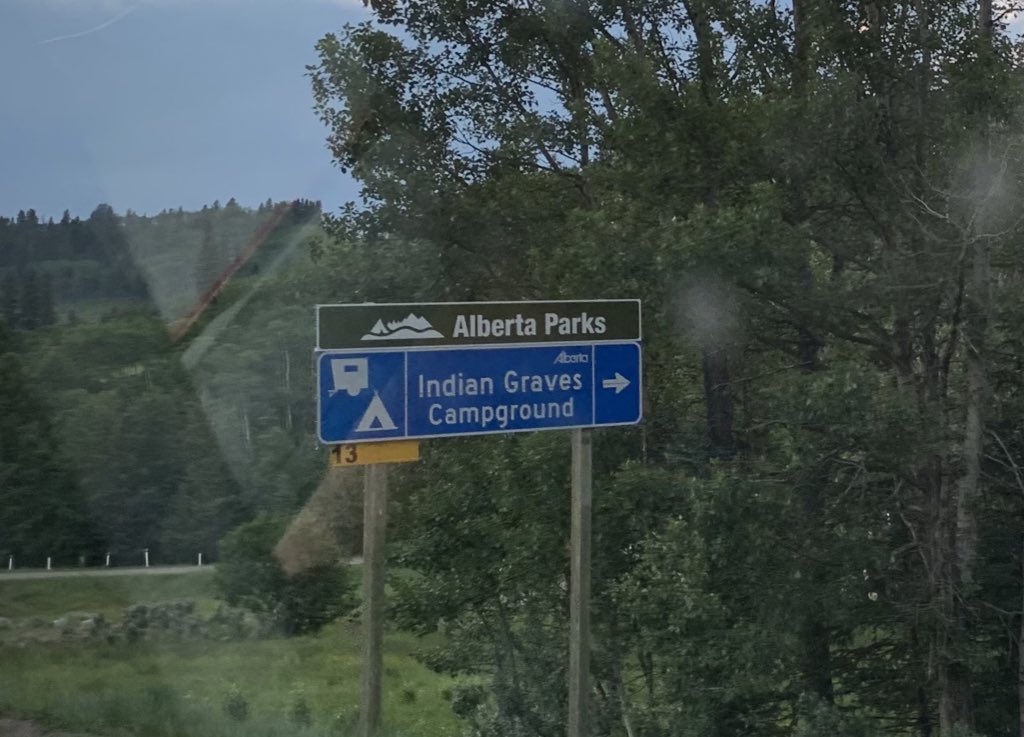 Alberta Parks
Alberta
Indian Graves
Campground
13